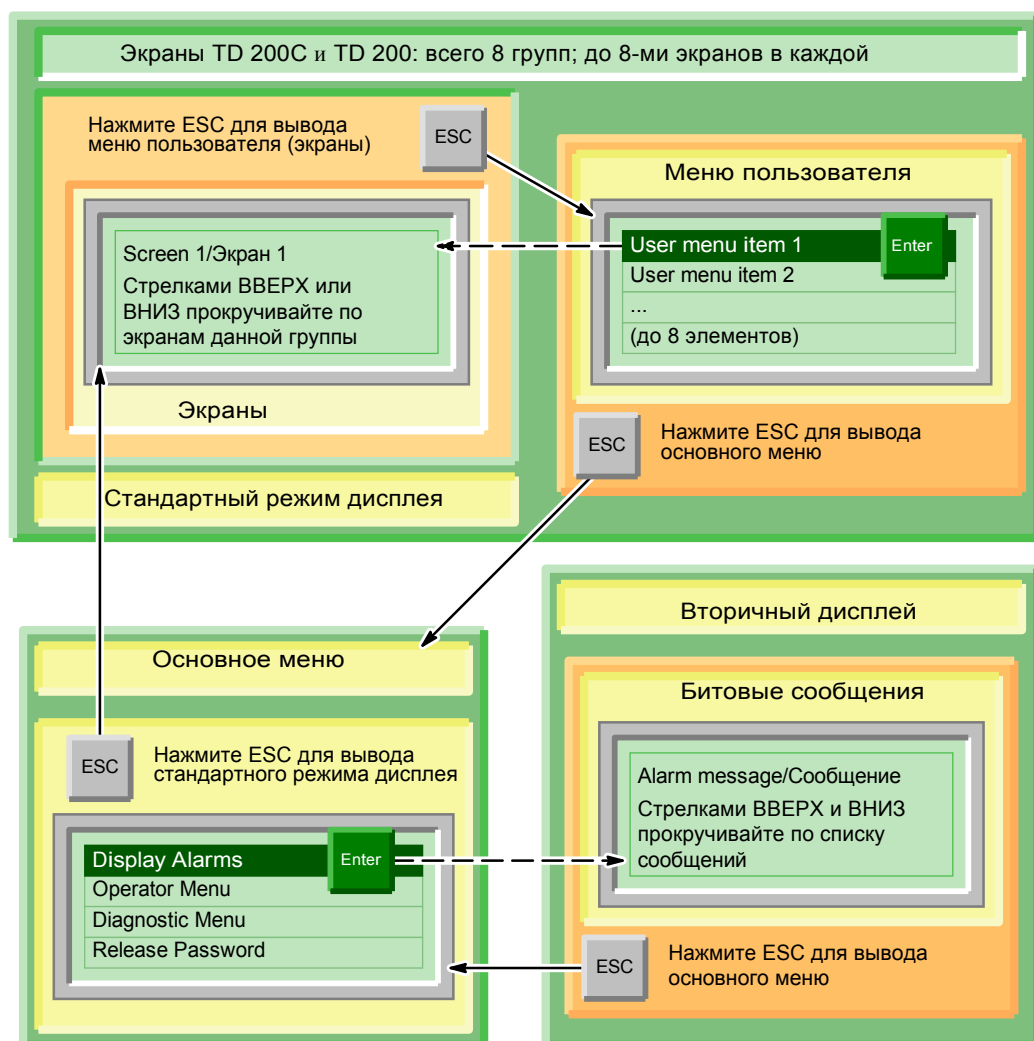 Экраны TD 200C и TD 200: всего 8 групп; до 8-ми экранов в каждой
Нажмите ESC для вывода
меню пользователя (экраны)
ESC
Screen 1/Экран 1
Стрелками ВВЕРХ или
ВНИЗ прокручивайте по
экранам данной группы
Экраны
Стандартный режим дисплея
Меню пользователя
User menu item 1
Enter
User menu item 2
...
(до 8 элементов)
ESC
Нажмите ESC для вывода
основного меню
Основное меню
ESC
Нажмите ESC для вывода
стандартного режима дисплея
Display Alarms
Enter
Operator Menu
Diagnostic Menu
Release Password
Вторичный дисплей
Битовые сообщения
Alarm message/Сообщение
Стрелками ВВЕРХ и ВНИЗ
прокручивайте по списку
сообщений
ESC
Нажмите ESC для вывода
основного меню